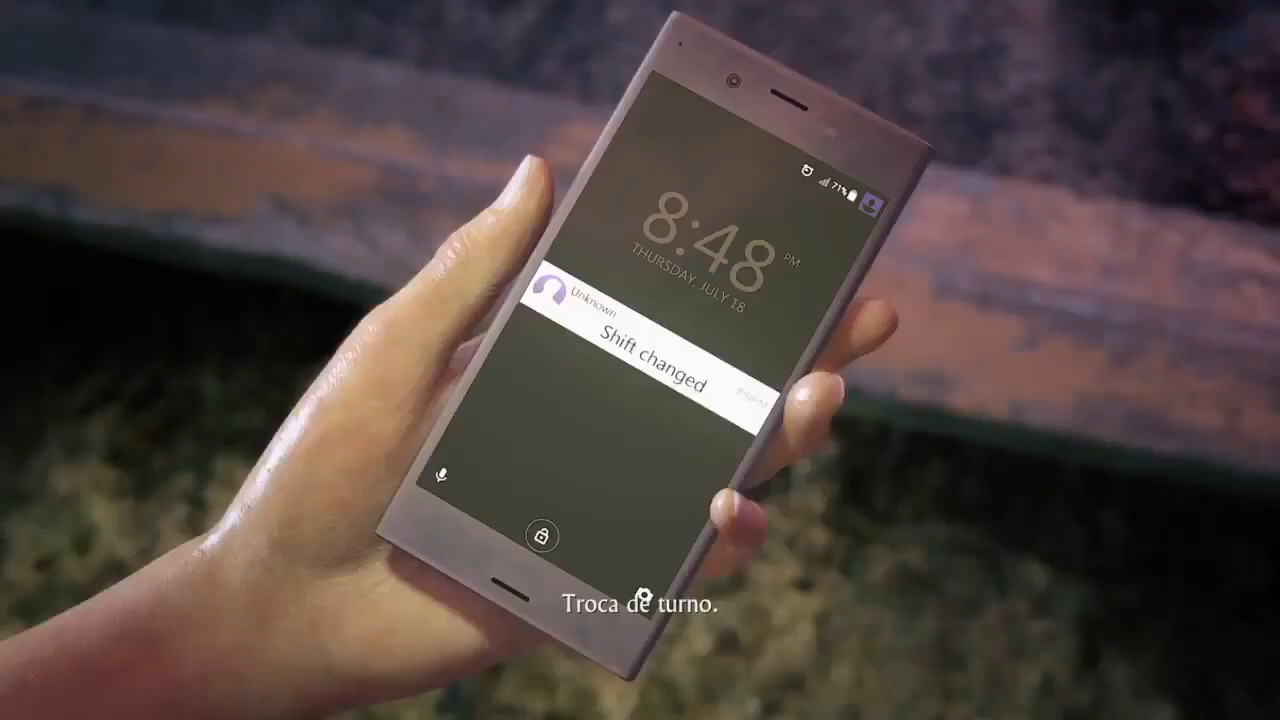 71%
8:48 PM
THURSDAY, JULY 18
Unknown
Shift changed
Troca de turno.